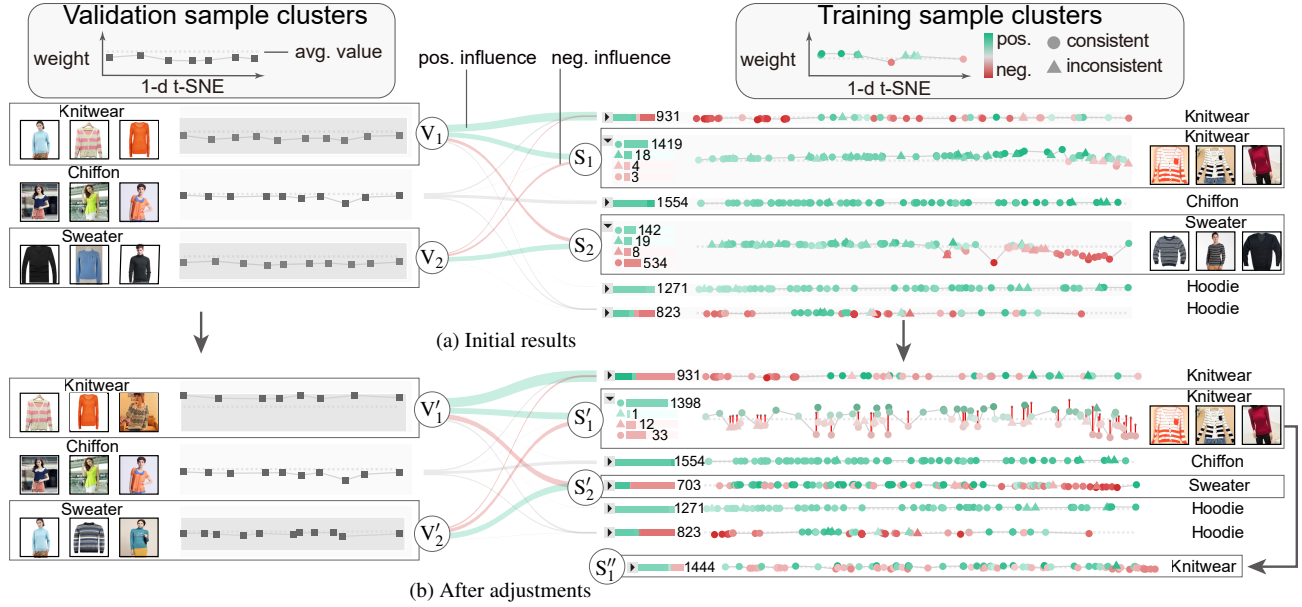 Validation sample clusters
weight
avg. value
1-d t-SNE
pos. influence
neg. influence
Training sample clusters
weight
1-d t-SNE
pos.
neg.
consistent
inconsistent
Knitwear
V1
Chiffon
Sweater
V2
931
Knitwear
S1
1419
18
4
3
Knitwear
1554
Chiffon
S2
142
19
8
534
Sweater
1271
Hoodie
823
Hoodie
(a) Initial results
Knitwear
V′1
Chiffon
Sweater
V′2
931
Knitwear
S′1
1398
1
12
33
Knitwear
1554
Chiffon
S′2
703
Sweater
1271
Hoodie
823
Hoodie
S″1
1444
Knitwear
(b) After adjustments